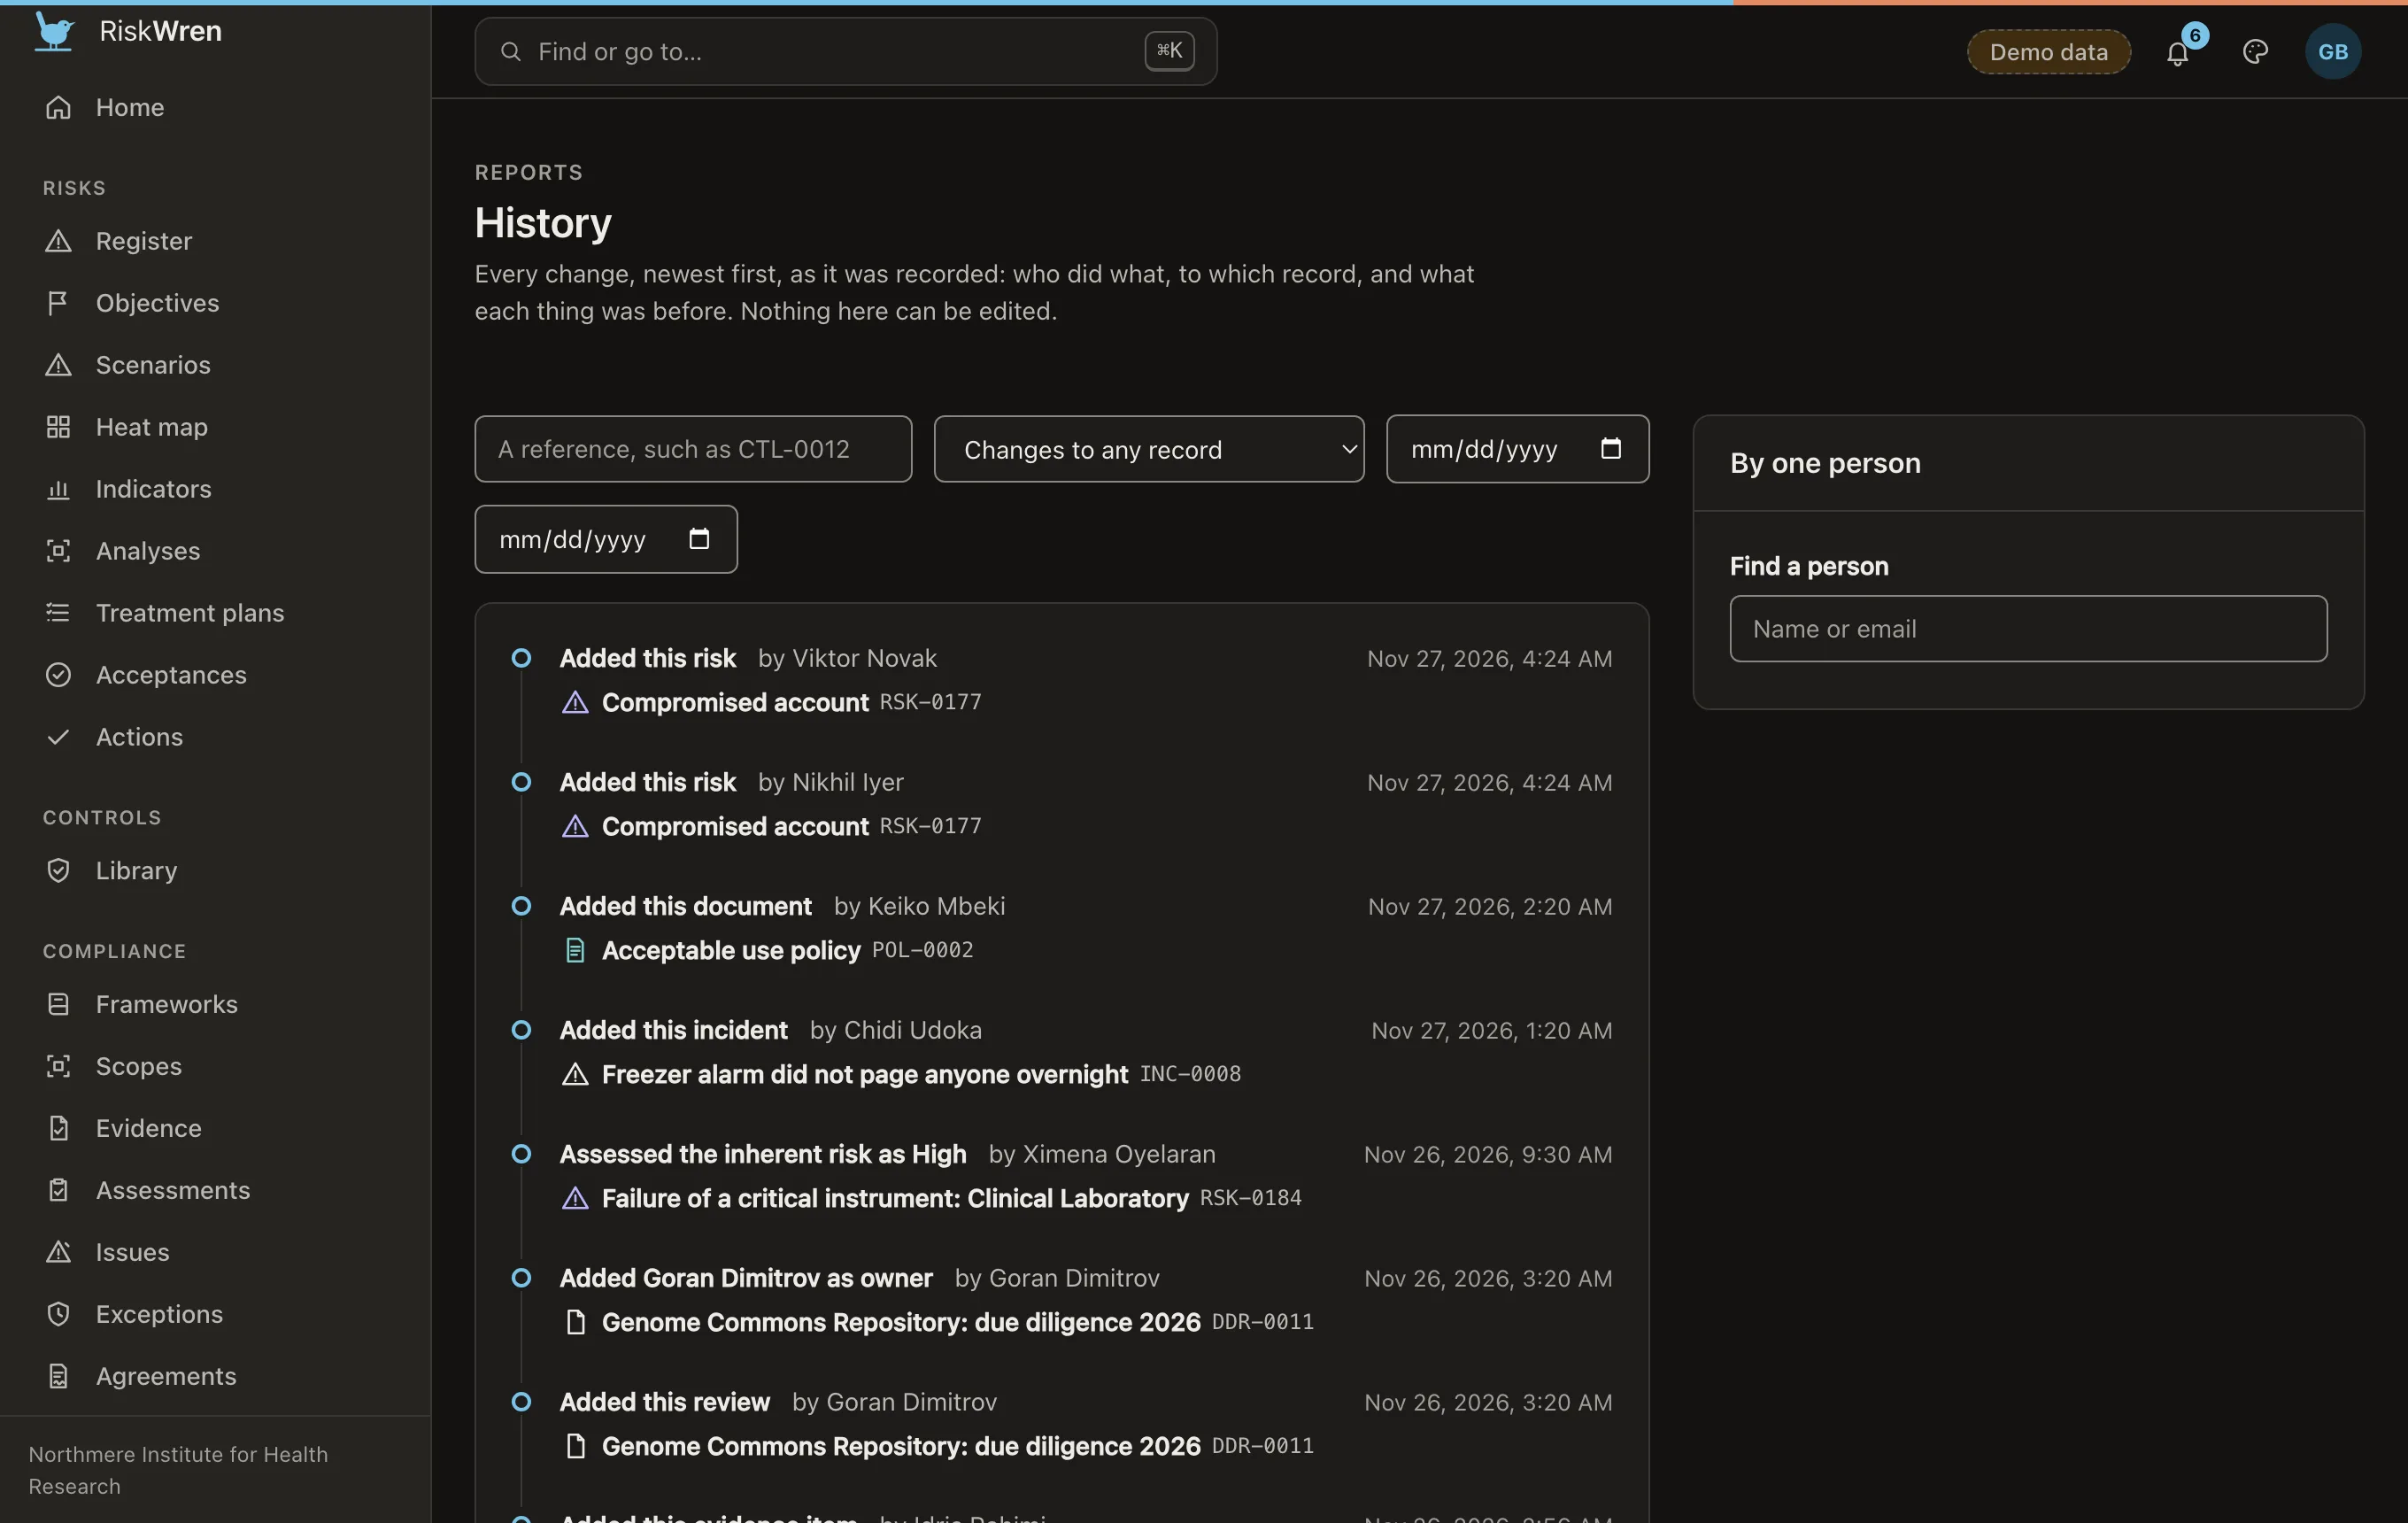 RiskWren
Find or go to...
⌘K
Demo data
6
GB
Home
RISKS
Register
Objectives
Scenarios
Heat map
Indicators
Analyses
Treatment plans
Acceptances
Actions
CONTROLS
Library
COMPLIANCE
Frameworks
Scopes
Evidence
Assessments
Issues
Exceptions
Agreements
Northmere Institute for Health
Research
REPORTS
History
Every change, newest first, as it was recorded: who did what, to which record, and what
each thing was before. Nothing here can be edited.
A reference, such as CTL-0012
Changes to any record
mm/dd/yyyy
mm/dd/yyyy
Added this risk by Viktor Novak Nov 27, 2026, 4:24 AM
Compromised account RSK-0177
Added this risk by Nikhil Iyer Nov 27, 2026, 4:24 AM
Compromised account RSK-0177
Added this document by Keiko Mbeki Nov 27, 2026, 2:20 AM
Acceptable use policy POL-0002
Added this incident by Chidi Udoka Nov 27, 2026, 1:20 AM
Freezer alarm did not page anyone overnight INC-0008
Assessed the inherent risk as High by Ximena Oyelaran Nov 26, 2026, 9:30 AM
Failure of a critical instrument: Clinical Laboratory RSK-0184
Added Goran Dimitrov as owner by Goran Dimitrov Nov 26, 2026, 3:20 AM
Genome Commons Repository: due diligence 2026 DDR-0011
Added this review by Goran Dimitrov Nov 26, 2026, 3:20 AM
Genome Commons Repository: due diligence 2026 DDR-0011
Added this evidence item by Idris Rahimi
By one person
Find a person
Name or email